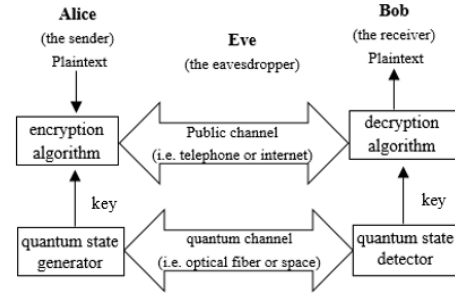 Alice
(the sender)
Plaintext
Eve
(the eavesdropper)
Bob
(the receiver)
Plaintext
encryption
algorithm
Public channel
(i.e. telephone or internet)
decryption
algorithm
key
key
quantum state
generator
quantum channel
(i.e. optical fiber or space)
quantum state
detector